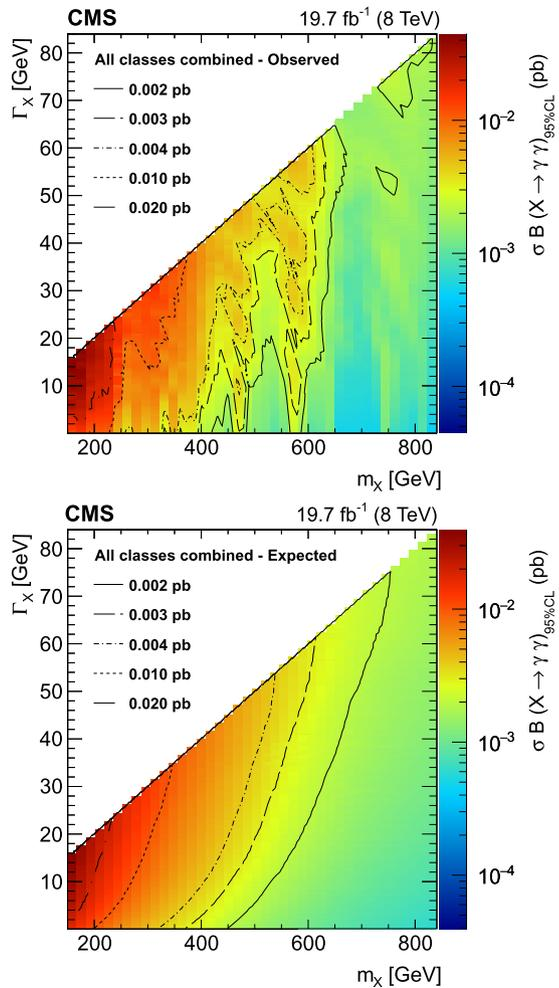 CMS 19.7 fb⁻¹ (8 TeV)
All classes combined - Observed
0.002 pb
0.003 pb
0.004 pb
0.010 pb
0.020 pb
Γ_X [GeV]
80
70
60
50
40
30
20
10
200 400 600 800
m_X [GeV]
10⁻²
10⁻³
10⁻⁴
σ B (X → γ γ)_95%CL (pb)
CMS 19.7 fb⁻¹ (8 TeV)
All classes combined - Expected
0.002 pb
0.003 pb
0.004 pb
0.010 pb
0.020 pb
Γ_X [GeV]
80
70
60
50
40
30
20
10
200 400 600 800
m_X [GeV]
10⁻²
10⁻³
10⁻⁴
σ B (X → γ γ)_95%CL (pb)